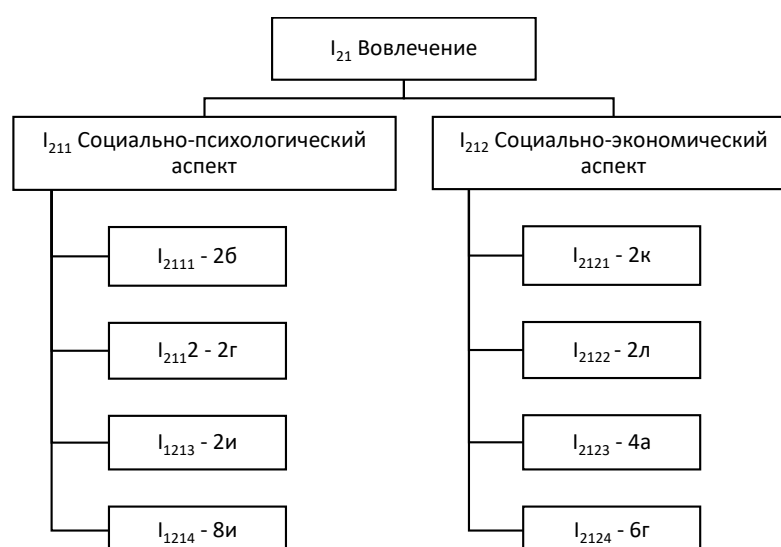 I₂₁ Вовлечение
I₂₁₁ Социально-психологический
аспект
I₂₁₂ Социально-экономический
аспект
I₂₁₁₁ - 2б
I₂₁₁2 - 2г
I₁₂₁₃ - 2и
I₁₂₁₄ - 8и
I₂₁₂₁ - 2к
I₂₁₂₂ - 2л
I₂₁₂₃ - 4а
I₂₁₂₄ - 6г